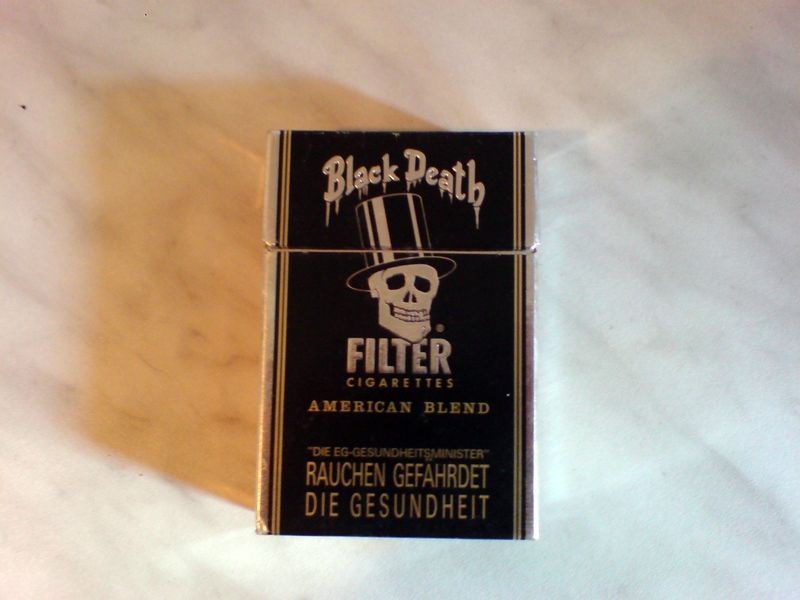 Black Death
®
FILTER
CIGARETTES
AMERICAN BLEND
"DIE EG-GESUNDHEITSMINISTER"
RAUCHEN GEFÄHRDET
DIE GESUNDHEIT